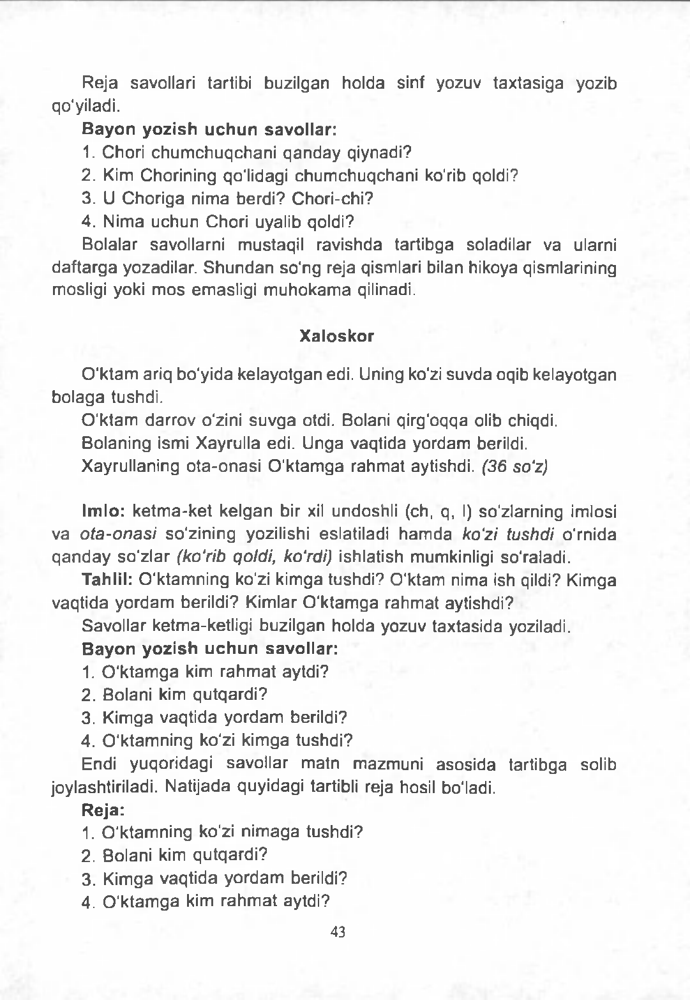 Reja savollari tartibi buzilgan holda sinf yozuv taxtasiga yozib
qo'yiladi.
Bayon yozish uchun savollar:
1. Chori chumchuqchani qanday qiynadi?
2. Kim Chorining qo'lidagi chumchuqchani ko'rib qoldi?
3. U Choriga nima berdi? Chori-chi?
4. Nima uchun Chori uyalib qoldi?
Bolalar savollarni mustaqil ravishda tartibga soladilar va ularni
daftarga yozadilar. Shundan so'ng reja qismlari bilan hikoya qismlarining
mosligi yoki mos emasligi muhokama qilinadi.
Xaloskor
O'ktam ariq bo'yida kelayotgan edi. Uning ko'zi suvda oqib kelayotgan
bolaga tushdi.
O'ktam darrov o'zini suvga otdi. Bolani qirg'oqqa olib chiqdi.
Bolaning ismi Xayrulla edi. Unga vaqtida yordam berildi.
Xayrullaning ota-onasi O'ktamga rahmat aytishdi. (36 so'z)
Imlo: ketma-ket kelgan bir xil undoshli (ch, q, l) so'zlarning imlosi
va ota-onasi so'zining yozilishi eslatiladi hamda ko'zi tushdi o'rnida
qanday so'zlar (ko'rib qoldi, ko'rdi) ishlatish mumkinligi so'raladi.
Tahlil: O'ktamning ko'zi kimga tushdi? O'ktam nima ish qildi? Kimga
vaqtida yordam berildi? Kimlar O'ktamga rahmat aytishdi?
Savollar ketma-ketligi buzilgan holda yozuv taxtasida yoziladi.
Bayon yozish uchun savollar:
1. O'ktamga kim rahmat aytdi?
2. Bolani kim qutqardi?
3. Kimga vaqtida yordam berildi?
4. O'ktamning ko'zi kimga tushdi?
Endi yuqoridagi savollar matn mazmuni asosida tartibga solib
joylashtiriladi. Natijada quyidagi tartibli reja hosil bo'ladi.
Reja:
1. O'ktamning ko'zi nimaga tushdi?
2. Bolani kim qutqardi?
3. Kimga vaqtida yordam berildi?
4. O'ktamga kim rahmat aytdi?
43